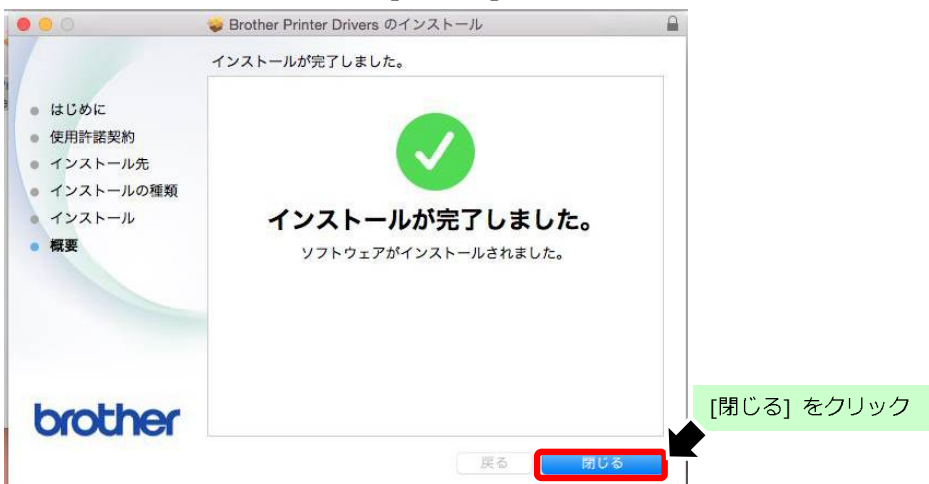 Brother Printer Drivers のインストール
インストールが完了しました。
はじめに
使用許諾契約
インストール先
インストールの種類
インストール
概要
インストールが完了しました。
ソフトウェアがインストールされました。
brother
[閉じる] をクリック
戻る
閉じる